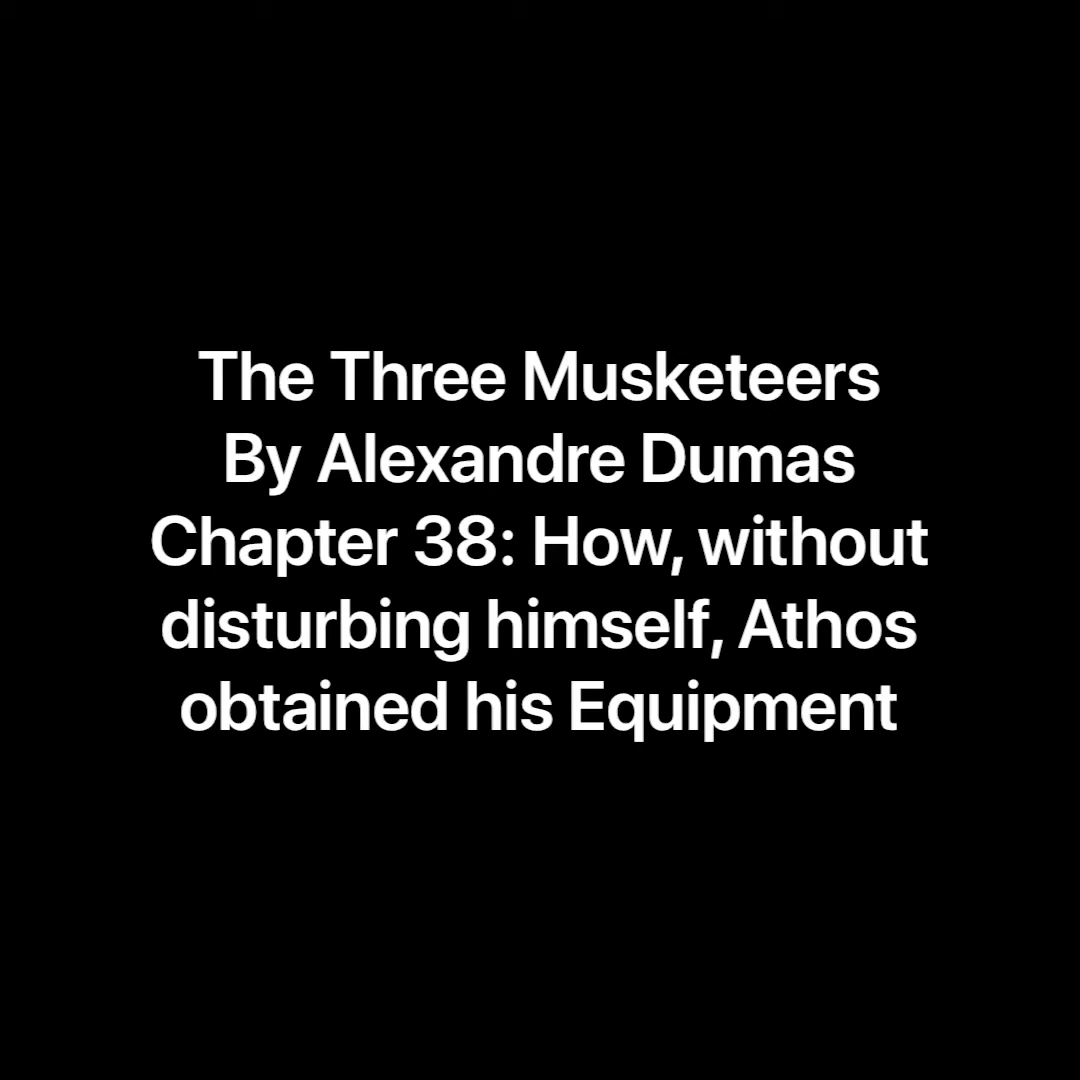 The Three Musketeers
By Alexandre Dumas
Chapter 38: How, without
disturbing himself, Athos
obtained his Equipment